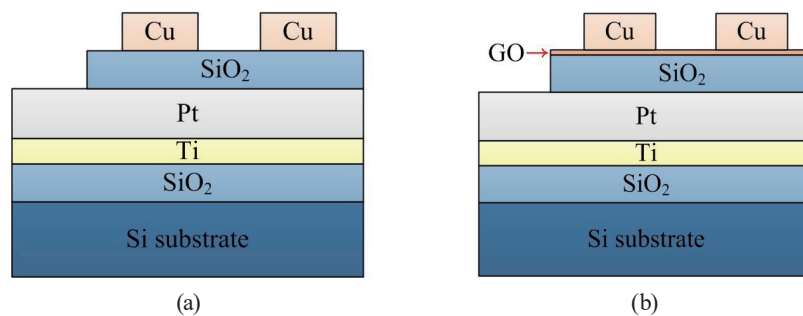 Cu Cu
SiO₂
Pt
Ti
SiO₂
Si substrate
(a)
GO
Cu Cu
SiO₂
Pt
Ti
SiO₂
Si substrate
(b)